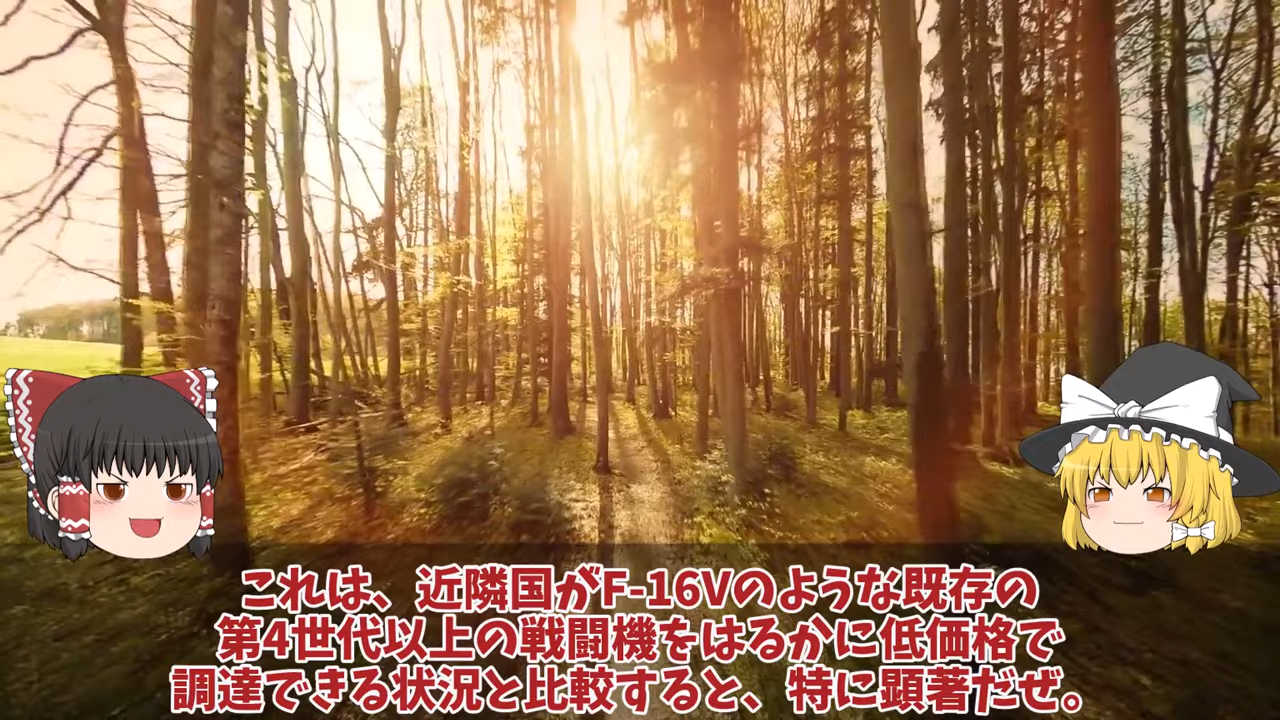 これは、近隣国がF-16Vのような既存の
第4世代以上の戦闘機をはるかに低価格で
調達できる状況と比較すると、特に顕著だぜ。